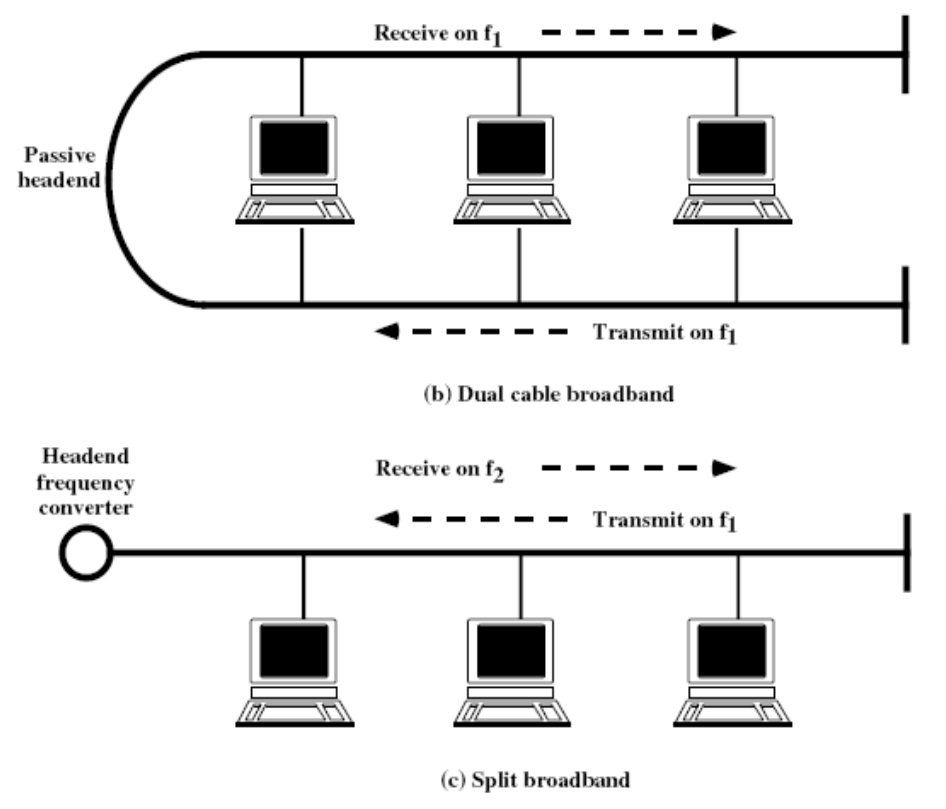 Receive on f1
Passive
headend
Transmit on f1
(b) Dual cable broadband
Headend
frequency
converter
Receive on f2
Transmit on f1
(c) Split broadband